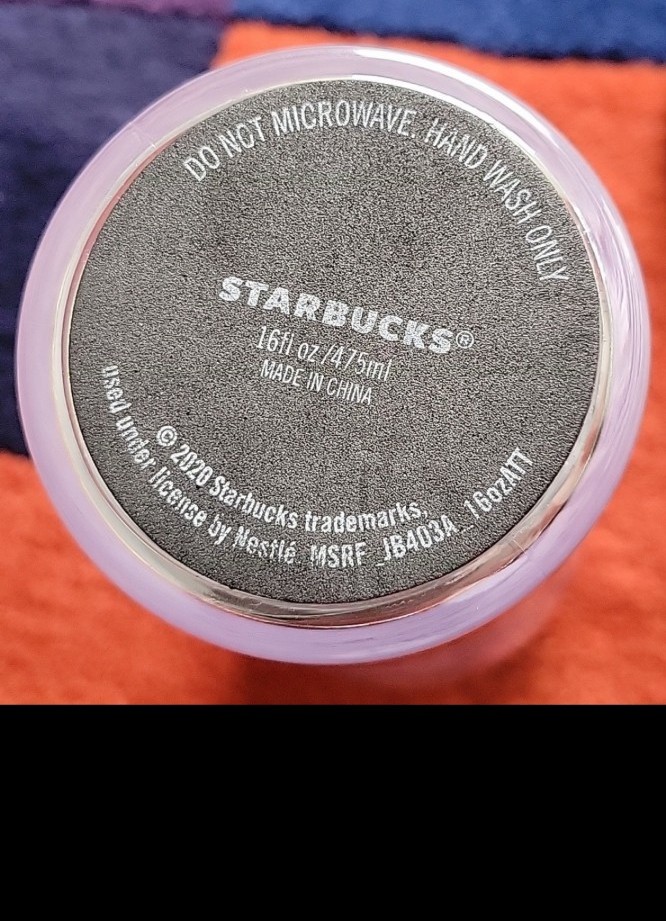 DO NOT MICROWAVE. HAND WASH ONLY
STARBUCKS®
16fl oz/475ml
MADE IN CHINA
© 2020 Starbucks trademarks,
used under licence by Nestlé. MSRF_JB403A_16ozATT